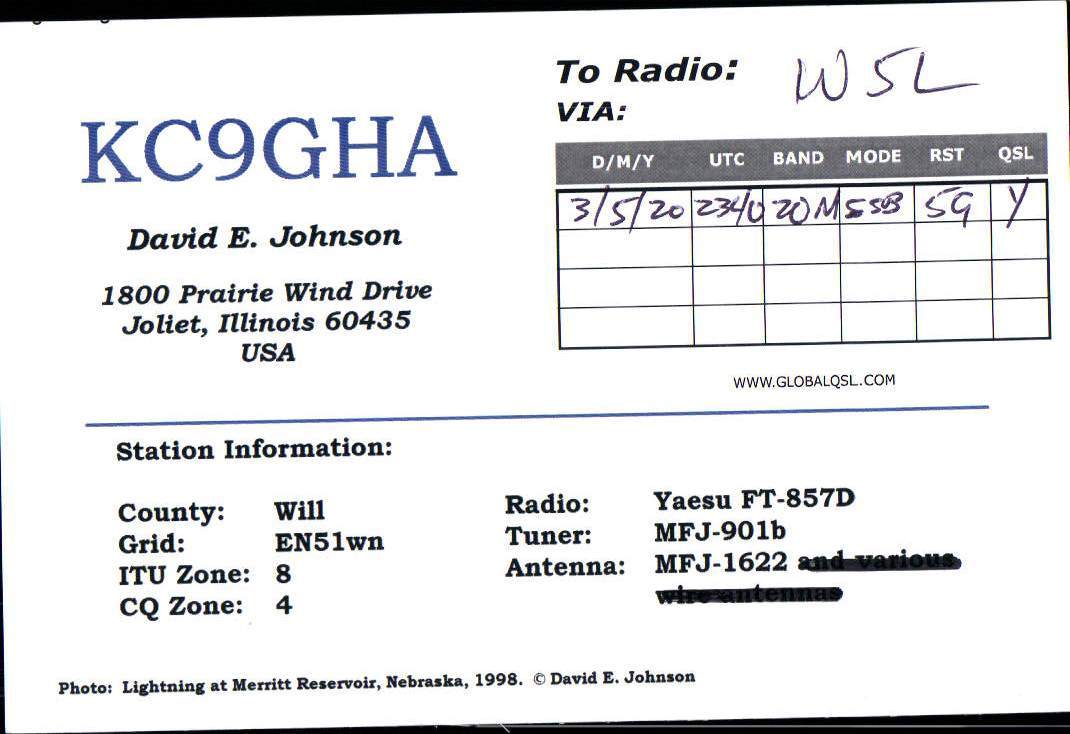 KC9GHA
David E. Johnson
1800 Prairie Wind Drive
Joliet, Illinois 60435
USA
To Radio: W5L
VIA:
D/M/Y UTC BAND MODE RST QSL
3/5/20 2340 20M SSB 59 Y
WWW.GLOBALQSL.COM
Station Information:
County: Will
Grid: EN51wn
ITU Zone: 8
CQ Zone: 4
Radio: Yaesu FT-857D
Tuner: MFJ-901b
Antenna: MFJ-1622 and various
wire antennas
Photo: Lightning at Merritt Reservoir, Nebraska, 1998. © David E. Johnson